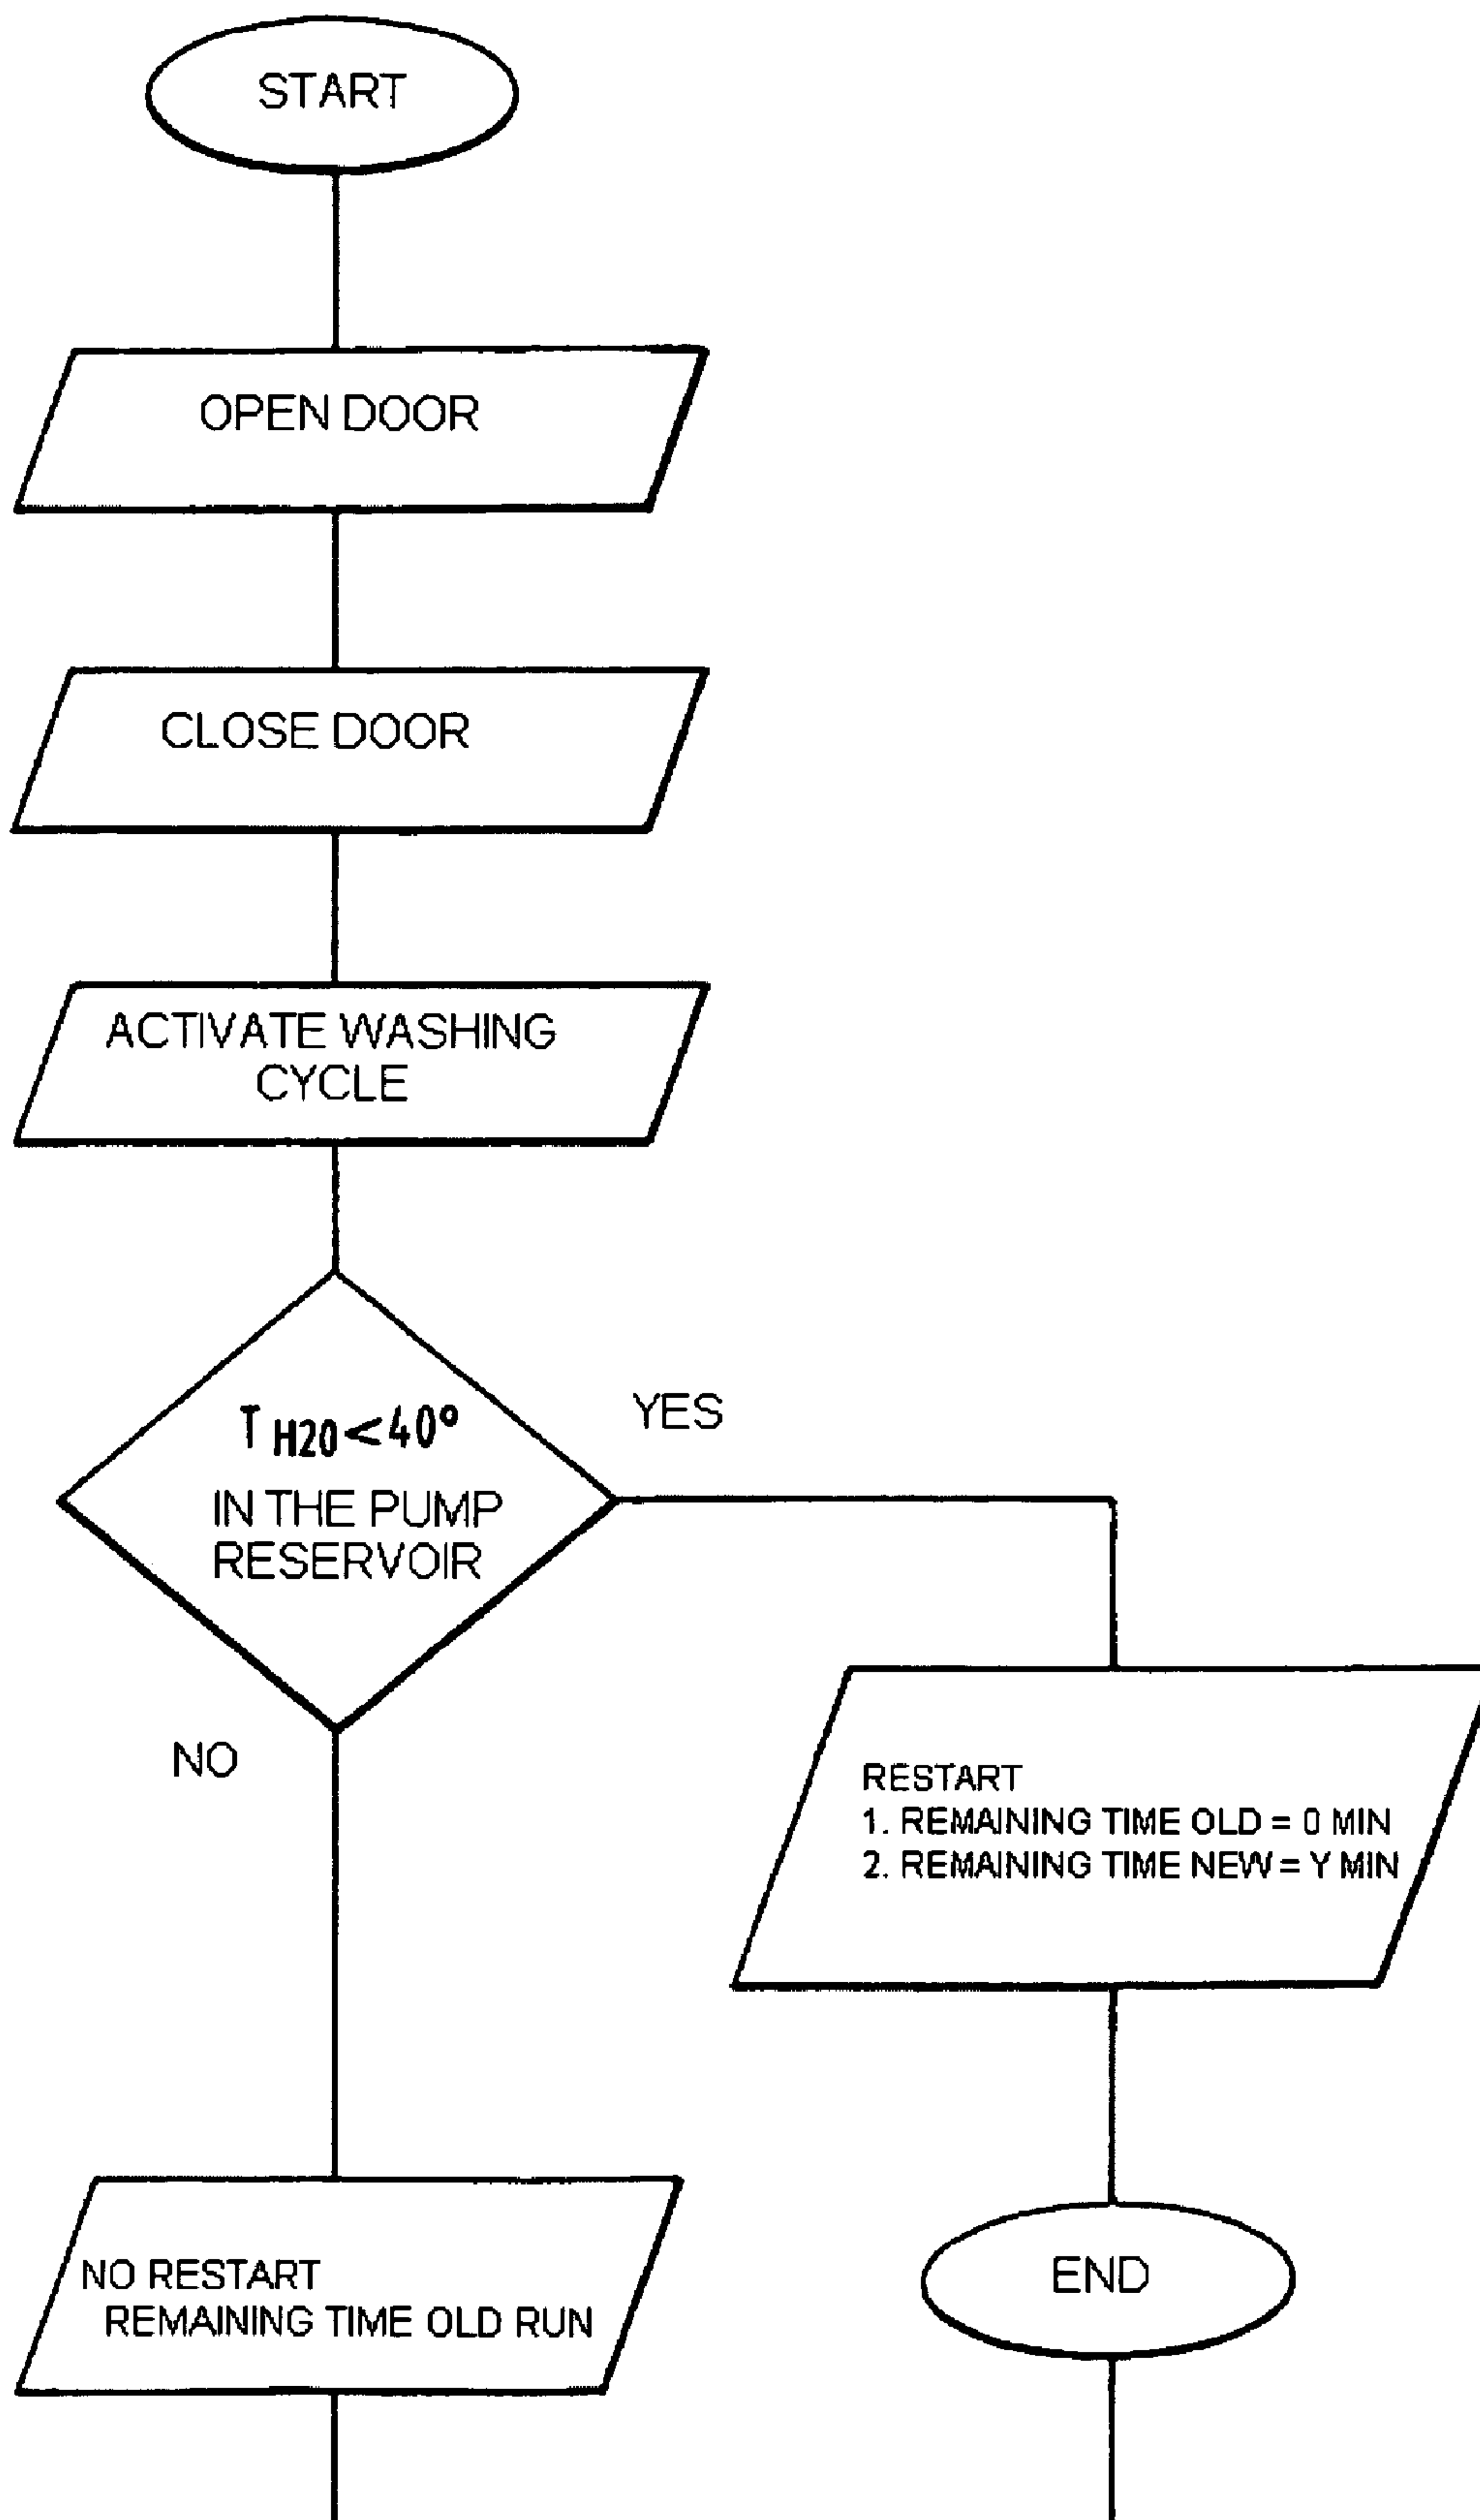 START
OPEN DOOR
CLOSE DOOR
ACTIVATE WASHING
CYCLE
T H20 <40°
IN THE PUMP
RESERVOIR
YES
NO
RESTART
1. REMAINING TIME OLD = 0 MIN
2. REMAINING TIME NEW = Y MIN
NO RESTART
REMAINING TIME OLD RUN
END